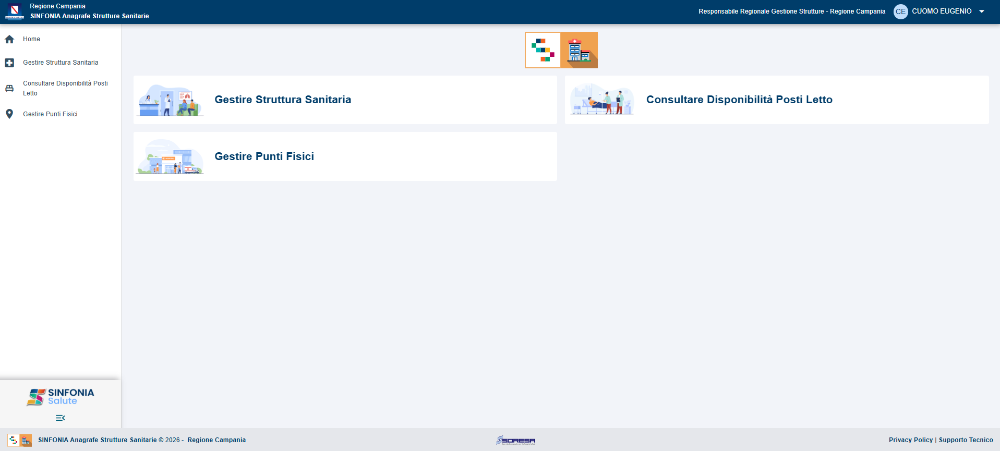 Regione Campania
SINFONIA Anagrafe Strutture Sanitarie
Responsabile Regionale Gestione Strutture - Regione Campania
CE
CUOMO EUGENIO
Home
Gestire Struttura Sanitaria
Consultare Disponibilità Posti
Letto
Gestire Punti Fisici
Gestire Struttura Sanitaria
Consultare Disponibilità Posti Letto
Gestire Punti Fisici
SINFONIA
Salute
SINFONIA Anagrafe Strutture Sanitarie © 2026 - Regione Campania
SORESA
Privacy Policy | Supporto Tecnico